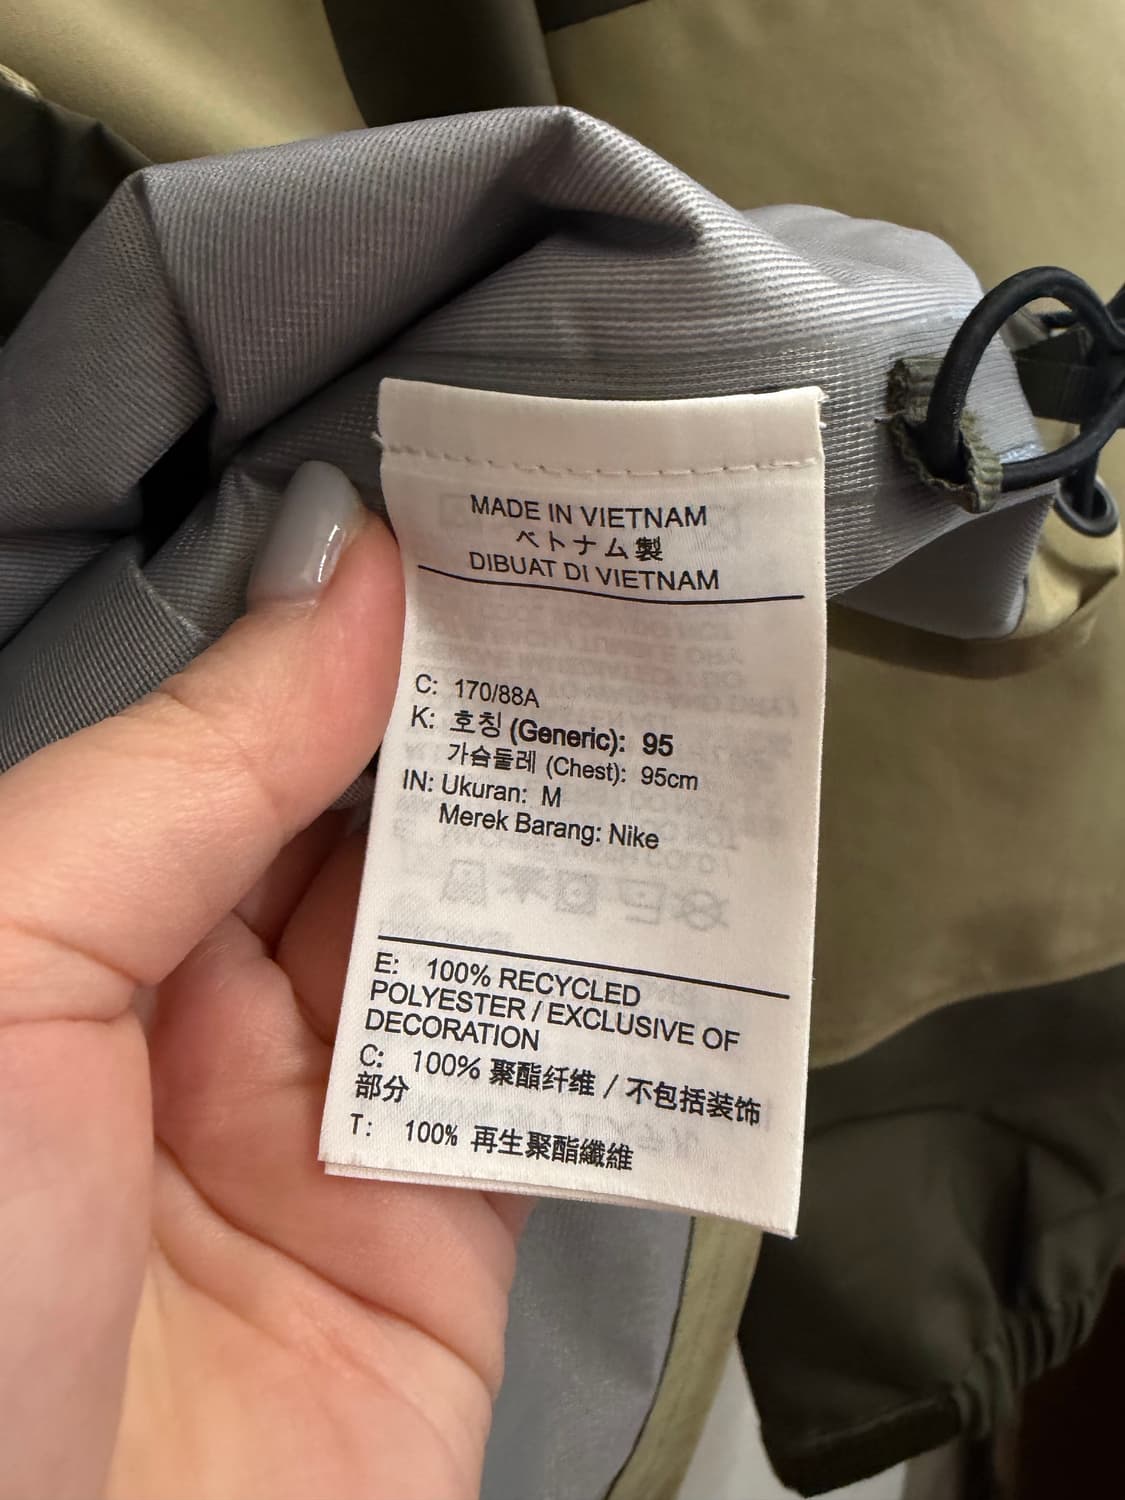 MADE IN VIETNAM
ベトナム製
DIBUAT DI VIETNAM
C: 170/88A
K: 호칭 (Generic): 95
가슴둘레 (Chest): 95cm
IN: Ukuran: M
Merek Barang: Nike
E: 100% RECYCLED
POLYESTER / EXCLUSIVE OF
DECORATION
C: 100% 聚酯纤维 / 不包括装饰
部分
T: 100% 再生聚酯纖維